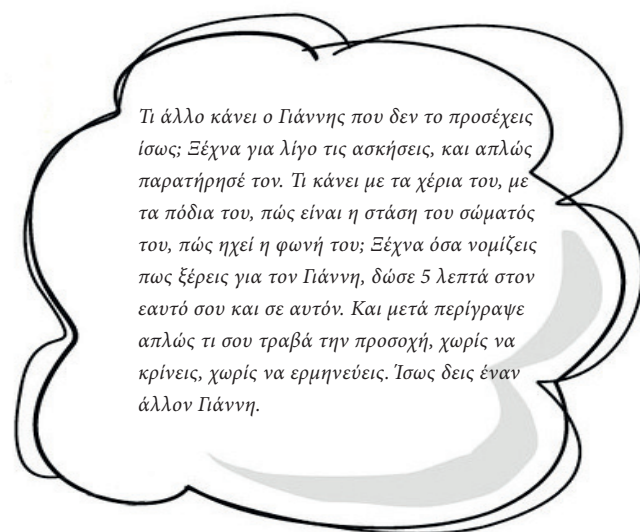 Τι άλλο κάνει ο Γιάννης που δεν το προσέχεις
ίσως; Ξέχνα για λίγο τις ασκήσεις, και απλώς
παρατήρησέ τον. Τι κάνει με τα χέρια του, με
τα πόδια του, πώς είναι η στάση του σώματός
του, πώς ηχεί η φωνή του; Ξέχνα όσα νομίζεις
πως ξέρεις για τον Γιάννη, δώσε 5 λεπτά στον
εαυτό σου και σε αυτόν. Και μετά περίγραψε
απλώς τι σου τραβά την προσοχή, χωρίς να
κρίνεις, χωρίς να ερμηνεύεις. Ίσως δεις έναν
άλλον Γιάννη.